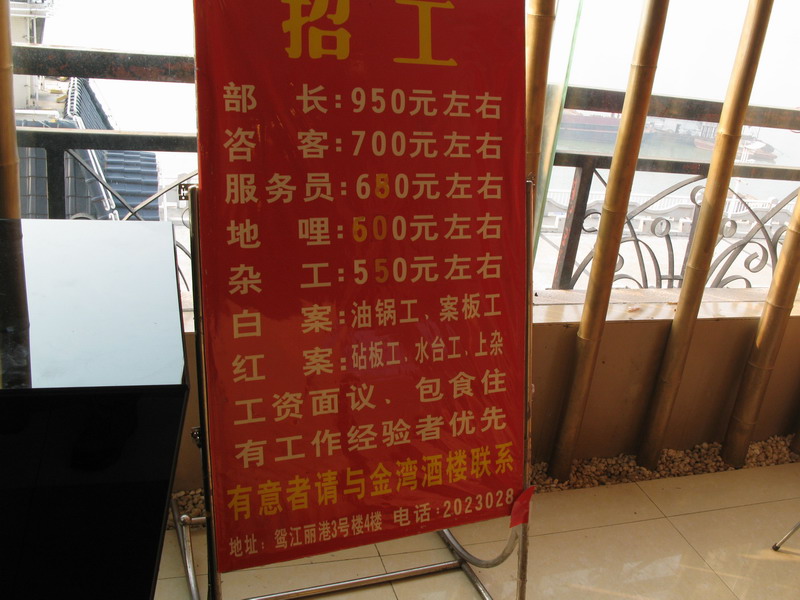 招工
部 长:950元左右
咨 客:700元左右
服务员:650元左右
地 哩:600元左右
杂 工:550元左右
白 案:油锅工、案板工
红 案:砧板工、水台工、上杂
工资面议、包食住
有工作经验者优先
有意者请与金湾酒楼联系
地址:鸳江丽港3号楼4楼 电话:2023028